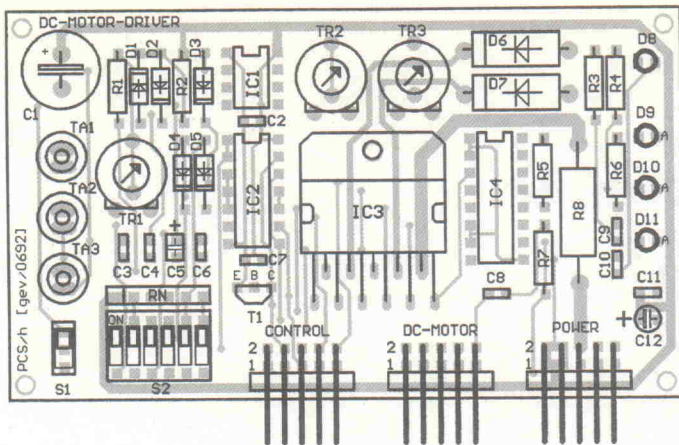 DC-MOTOR-DRIVER
TR2
TR3
D6
D8
C1
R1
D1
D2
R2
D3
IC1
D7
R3
R4
C2
D9
A
TA1
D4
D5
IC2
IC3
IC4
R5
R6
D10
A
TA2
TR1
R8
D11
A
TA3
C3
C4
C5
C6
C7
E B C
T1
C8
R7
C9
C10
C11
C12
RN
ON
S1
S2
PCS/h [gev/0692]
CONTROL
DC-MOTOR
POWER
2
1
2
1
2
1